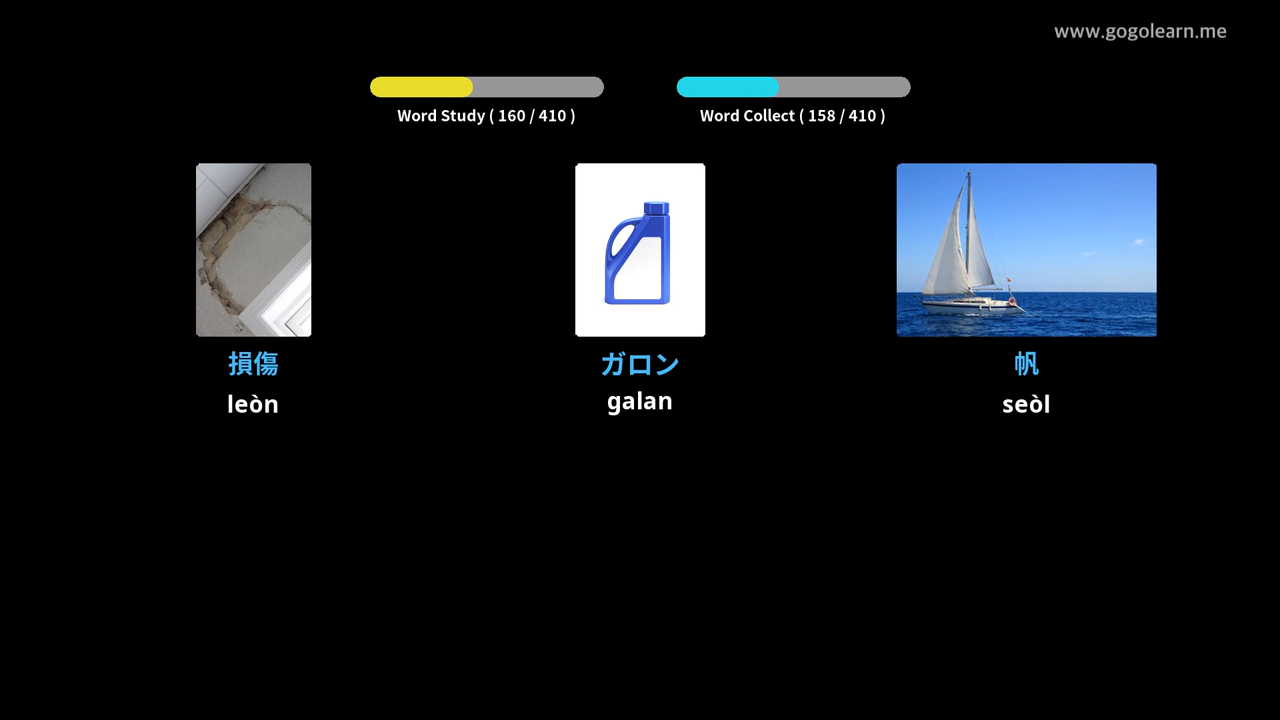 www.gogolearn.me
Word Study ( 160 / 410 )
Word Collect ( 158 / 410 )
損傷
leòn
ガロン
galan
帆
seòl